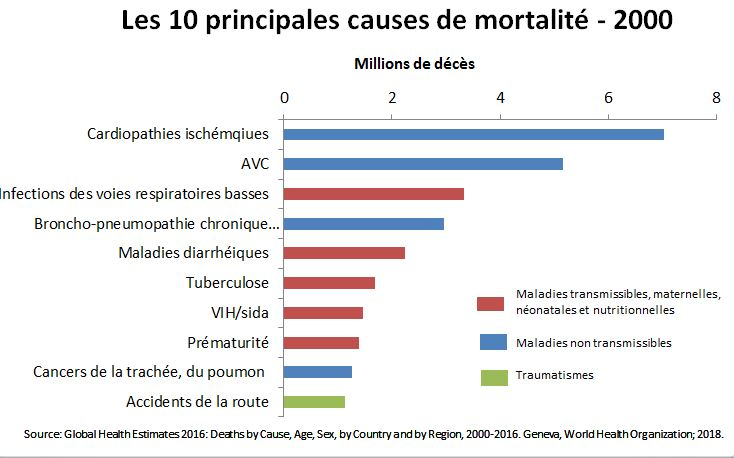 Les 10 principales causes de mortalité - 2000
Millions de décès
0 2 4 6 8
Cardiopathies ischémqiues
AVC
Infections des voies respiratoires basses
Broncho-pneumopathie chronique...
Maladies diarrhéiques
Tuberculose
VIH/sida
Prématurité
Cancers de la trachée, du poumon
Accidents de la route
Maladies transmissibles, maternelles,
néonatales et nutritionnelles
Maladies non transmissibles
Traumatismes
Source: Global Health Estimates 2016: Deaths by Cause, Age, Sex, by Country and by Region, 2000-2016. Geneva, World Health Organization; 2018.